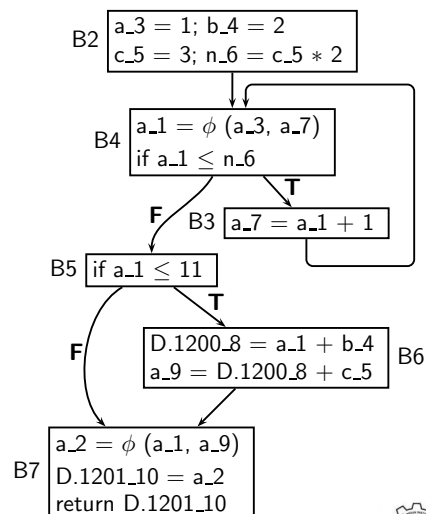 B2
a_3 = 1; b_4 = 2
c_5 = 3; n_6 = c_5 * 2
B4
a_1 = ϕ (a_3, a_7)
if a_1 ≤ n_6
T
F
B3
a_7 = a_1 + 1
B5
if a_1 ≤ 11
T
F
D.1200_8 = a_1 + b_4
a_9 = D.1200_8 + c_5
B6
B7
a_2 = ϕ (a_1, a_9)
D.1201_10 = a_2
return D.1201_10